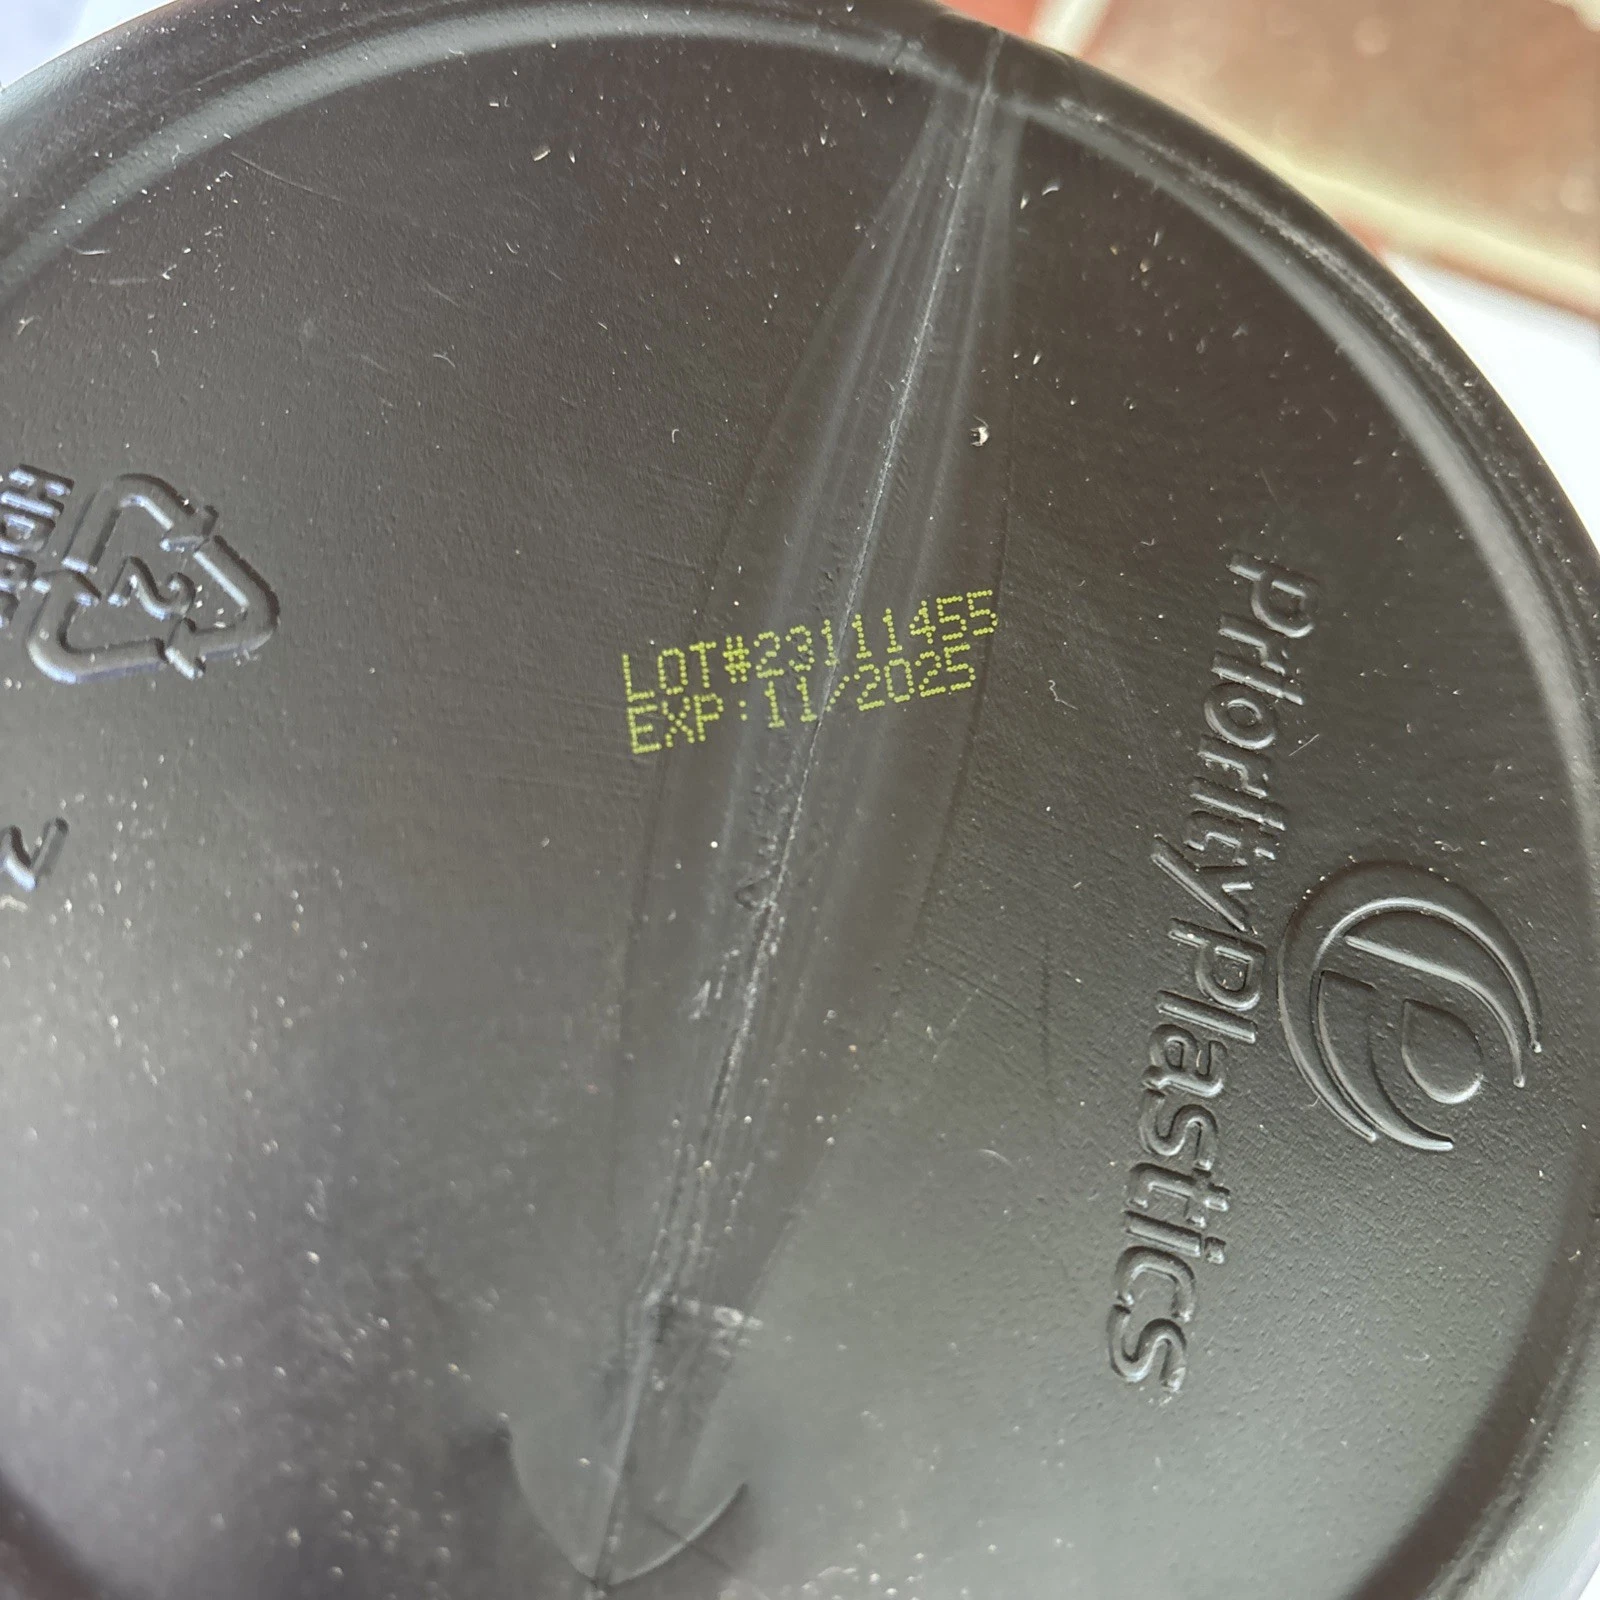 LOT#23111455
EXP:11/2025
PriorityPlastics
2
HDPE